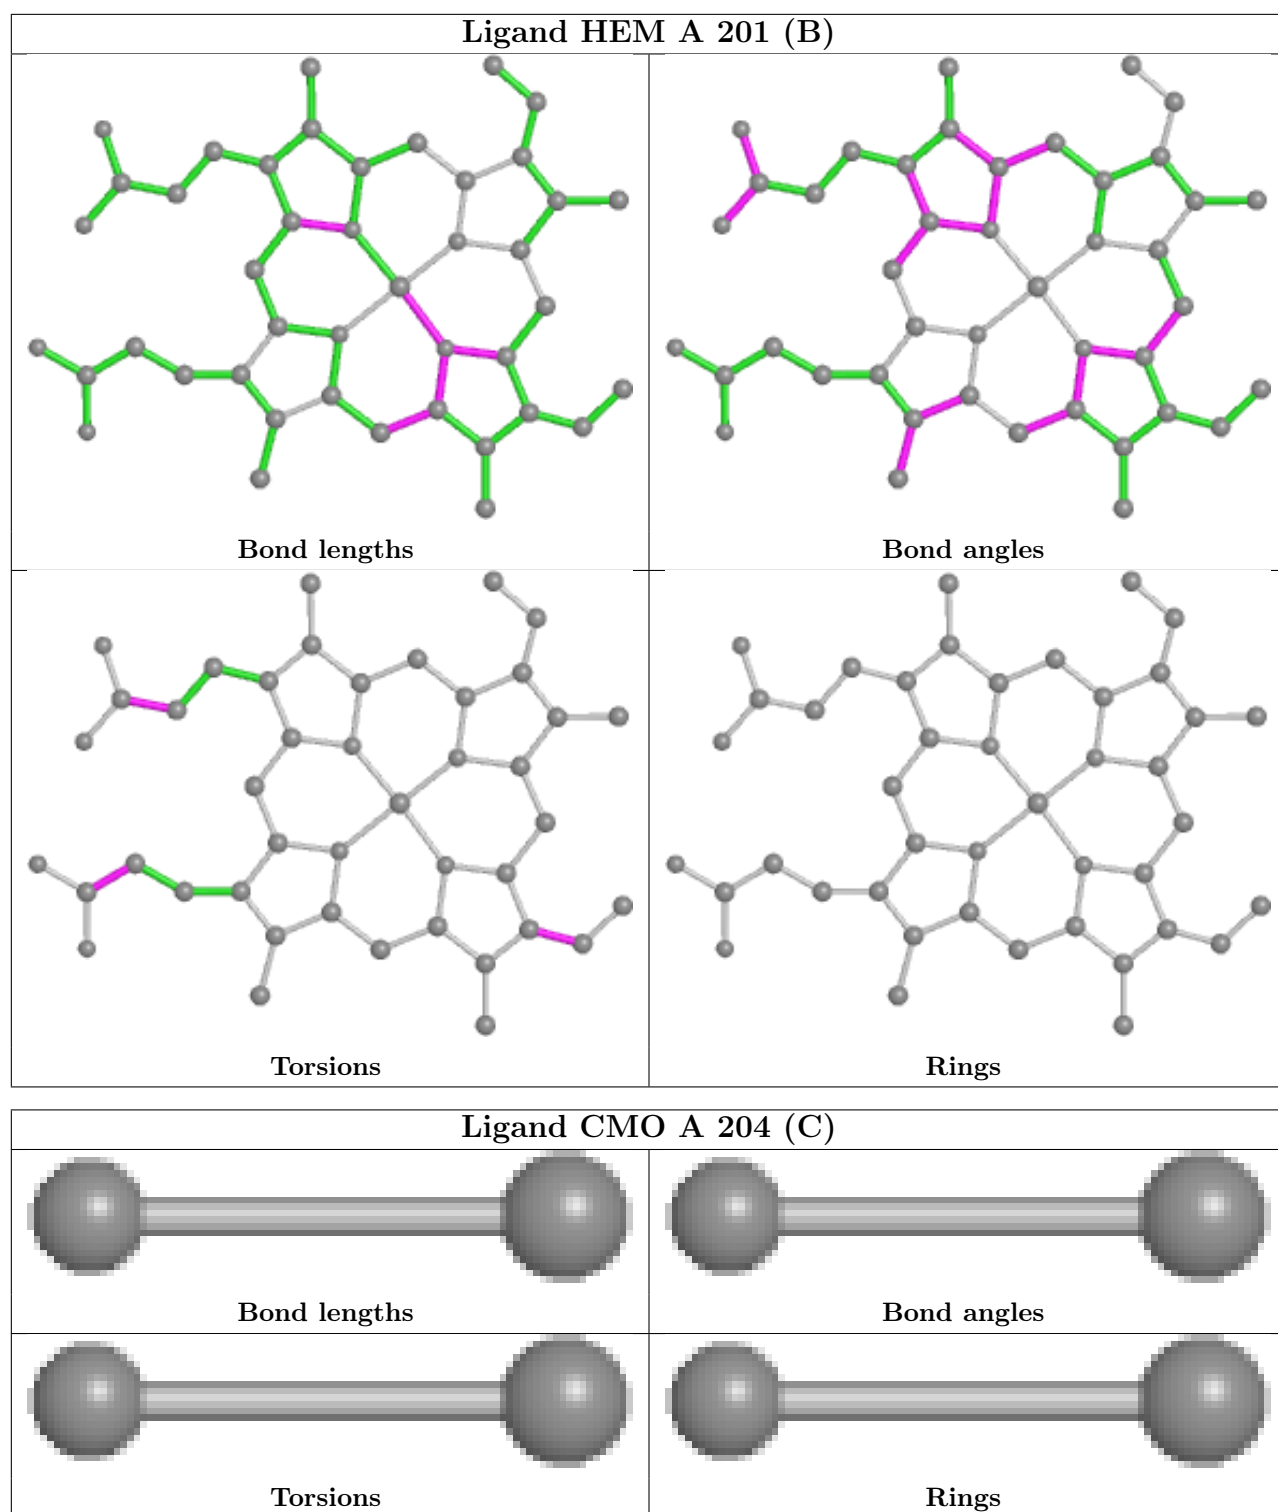 Ligand HEM A 201 (B)
Bond lengths
Bond angles
Torsions
Rings
Ligand CMO A 204 (C)
Bond lengths
Bond angles
Torsions
Rings